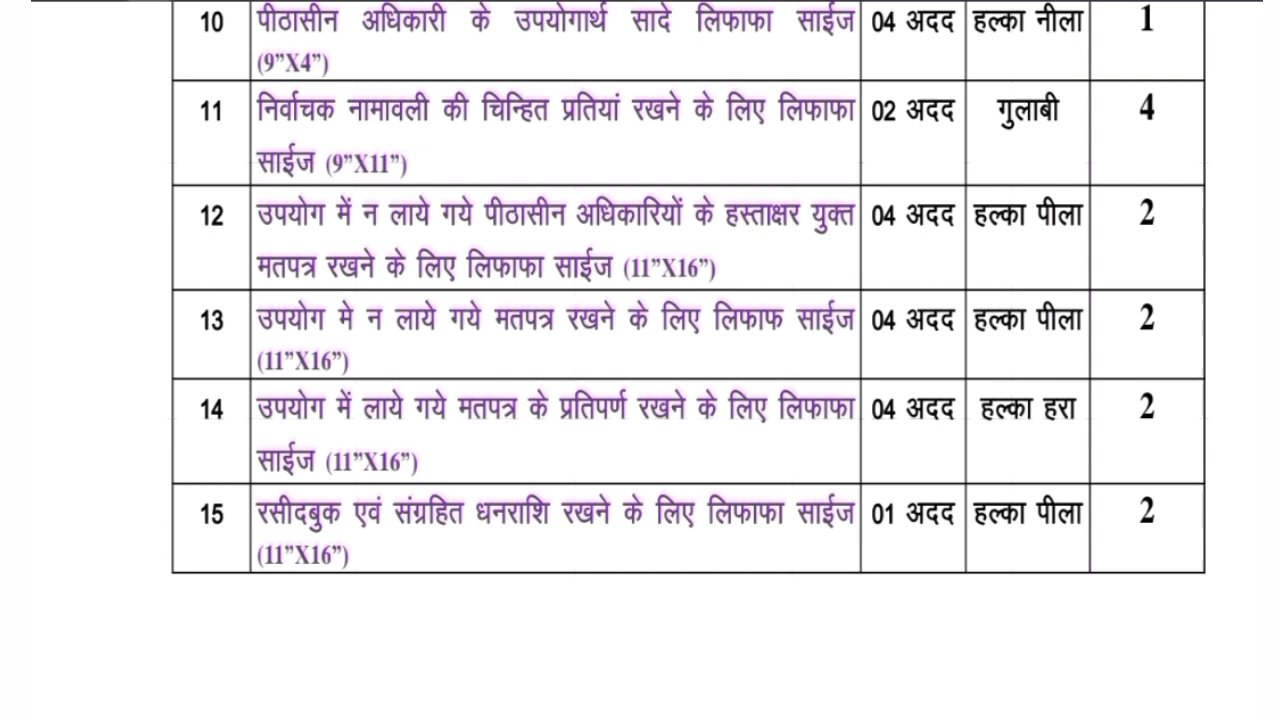 10 पीठासीन अधिकारी के उपयोगार्थ सादे लिफाफा साईज 04 अदद हल्का नीला 1
(9”X4”)
11 निर्वाचक नामावली की चिन्हित प्रतियां रखने के लिए लिफाफा 02 अदद गुलाबी 4
साईज (9”X11”)
12 उपयोग में न लाये गये पीठासीन अधिकारियों के हस्ताक्षर युक्त 04 अदद हल्का पीला 2
मतपत्र रखने के लिए लिफाफा साईज (11”X16”)
13 उपयोग मे न लाये गये मतपत्र रखने के लिए लिफाफ साईज 04 अदद हल्का पीला 2
(11”X16”)
14 उपयोग में लाये गये मतपत्र के प्रतिपर्ण रखने के लिए लिफाफा 04 अदद हल्का हरा 2
साईज (11”X16”)
15 रसीदबुक एवं संग्रहित धनराशि रखने के लिए लिफाफा साईज 01 अदद हल्का पीला 2
(11”X16”)